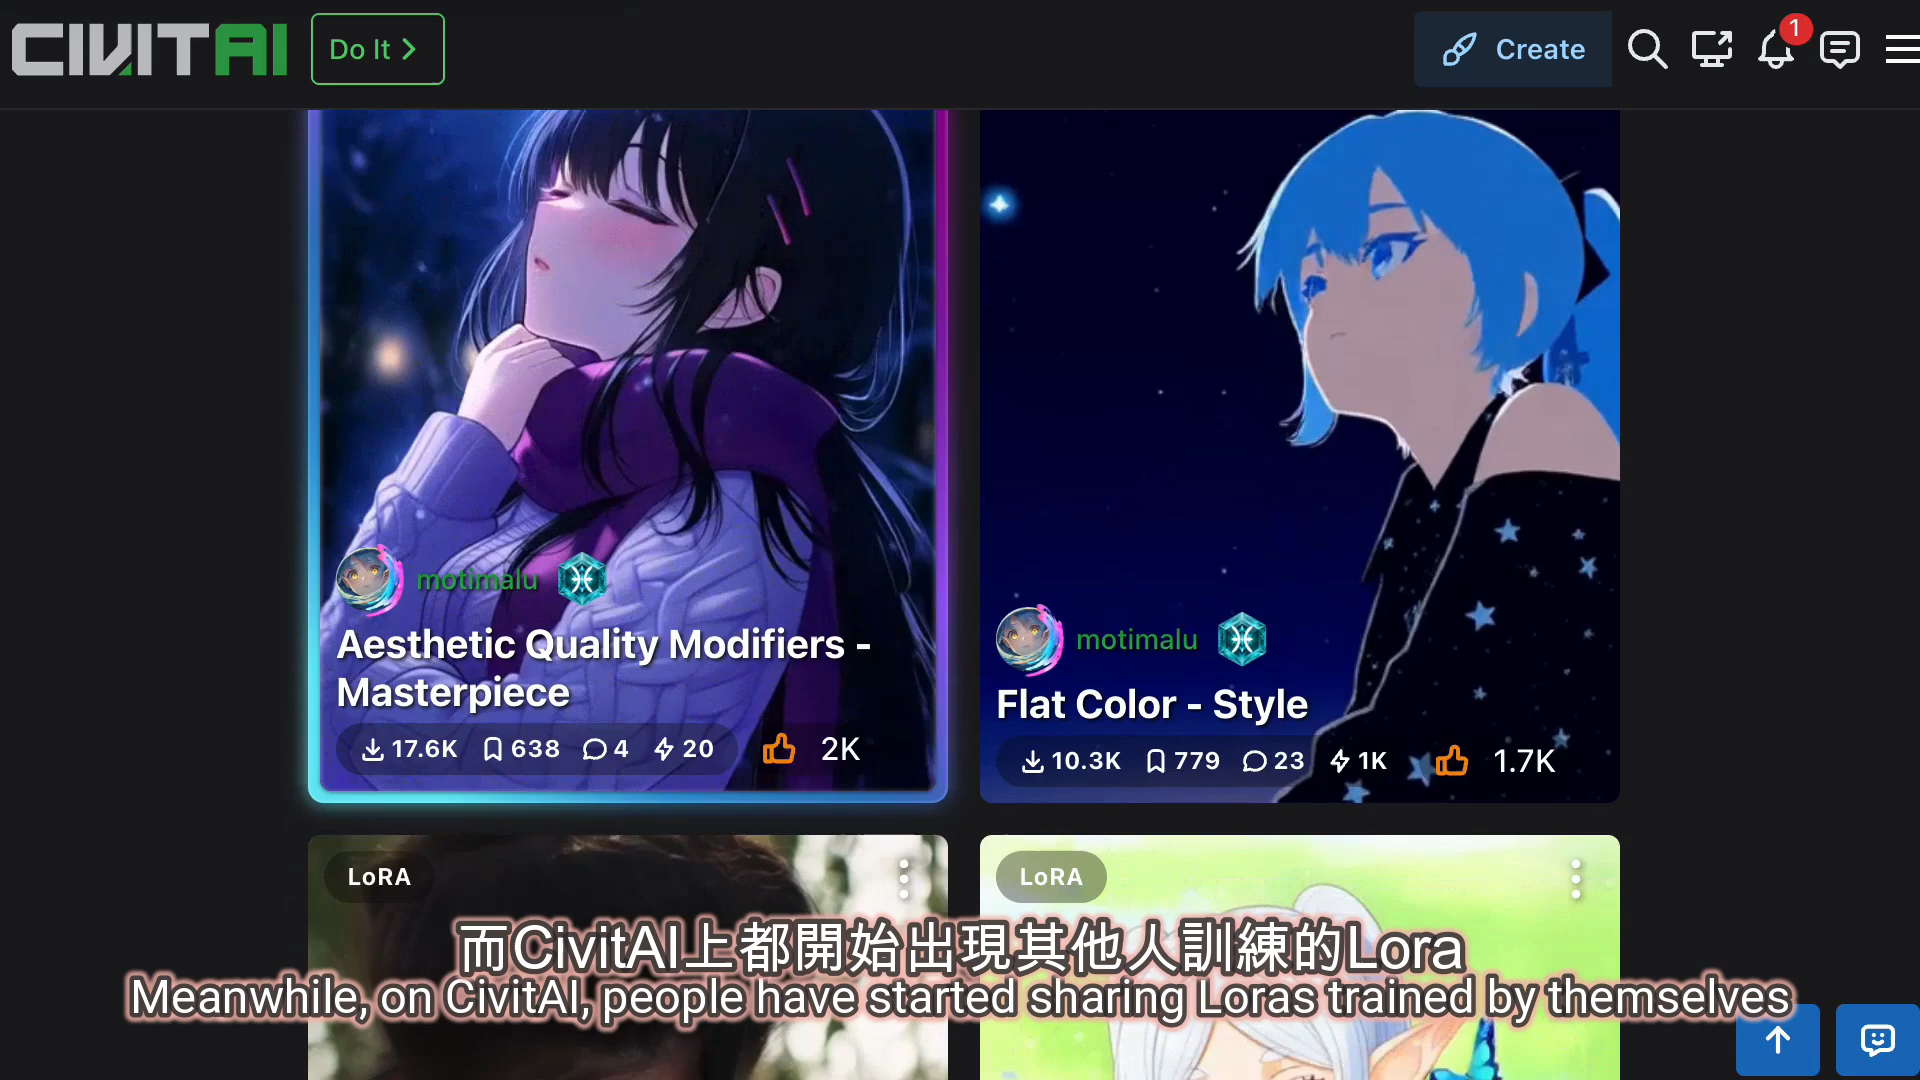 CIVITAI
Do It
Create
1
motimalu
Aesthetic Quality Modifiers -
Masterpiece
17.6K 638 4 20 2K
motimalu
Flat Color - Style
10.3K 779 23 1K 1.7K
LoRA
LoRA
而CivitAI上都開始出現其他人訓練的Lora
Meanwhile, on CivitAI, people have started sharing Loras trained by themselves